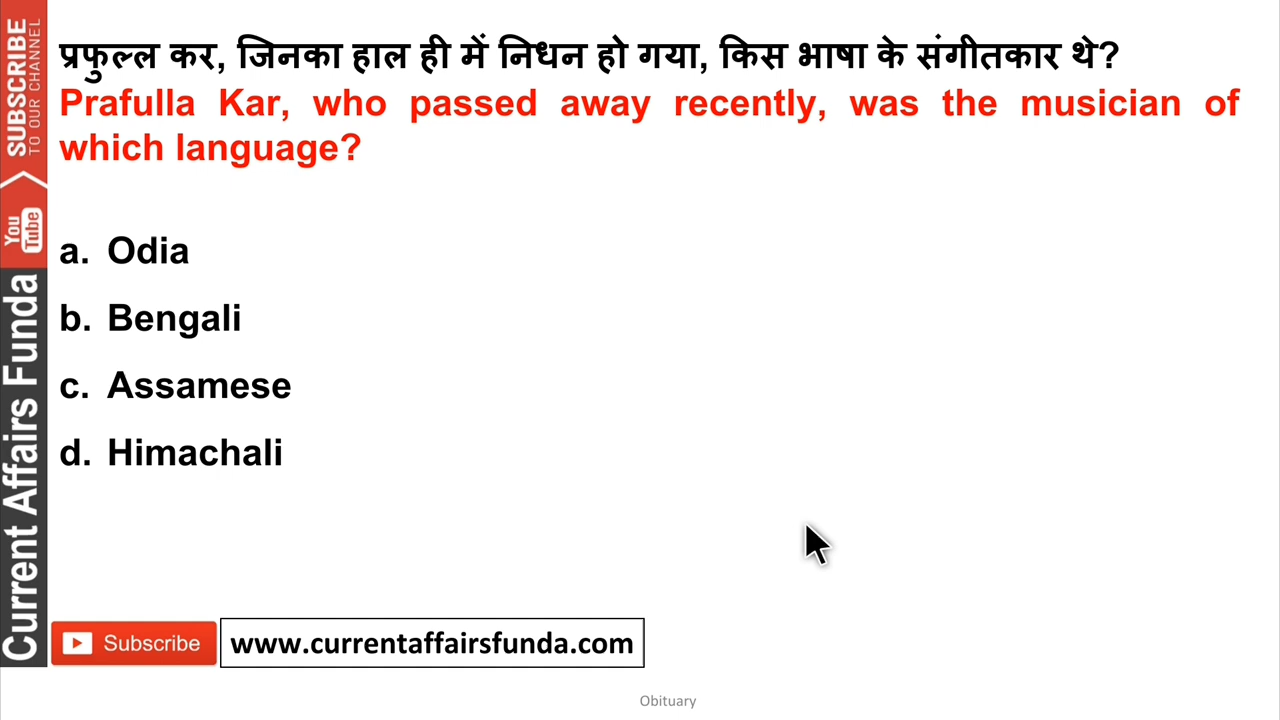 प्रफुल्ल कर, जिनका हाल ही में निधन हो गया, किस भाषा के संगीतकार थे?
Prafulla Kar, who passed away recently, was the musician of
which language?
a. Odia
b. Bengali
c. Assamese
d. Himachali
SUBSCRIBE
TO OUR CHANNEL
You
Tube
Current Affairs Funda
Subscribe
www.currentaffairsfunda.com
Obituary